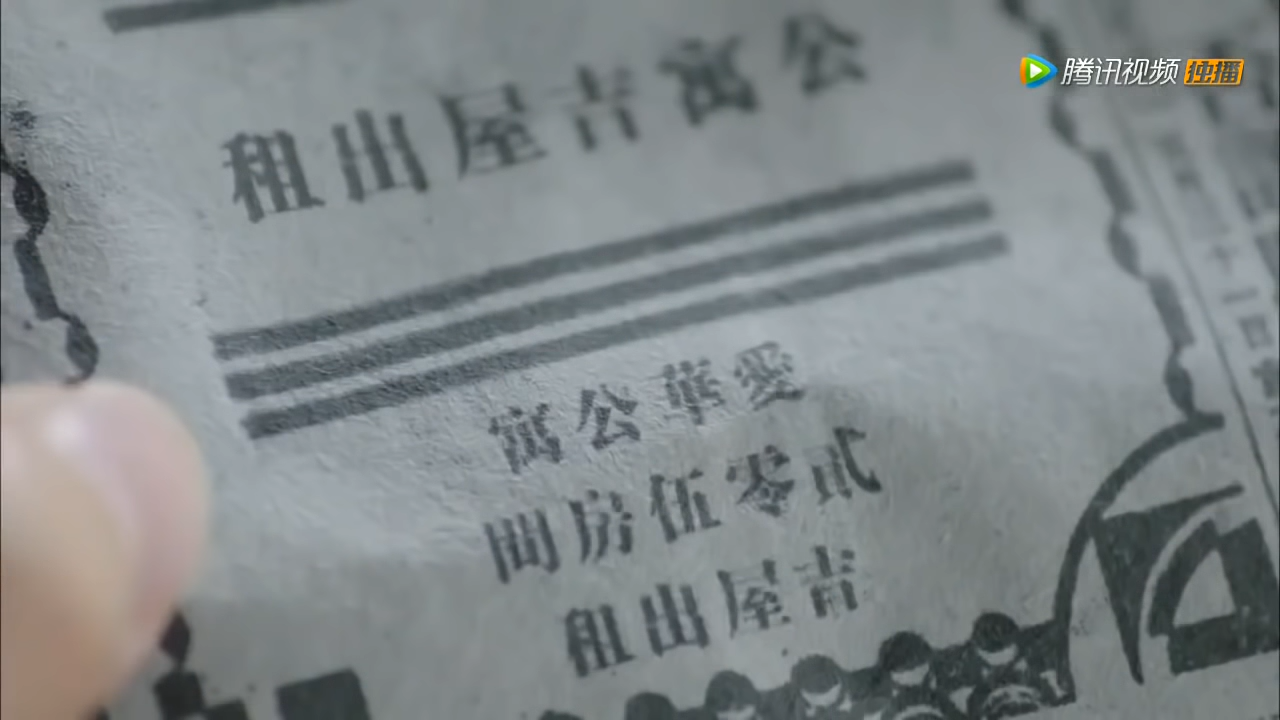 腾讯视频 独播
公寓吉屋出租
愛華公寓
貳零伍房間
吉屋出租